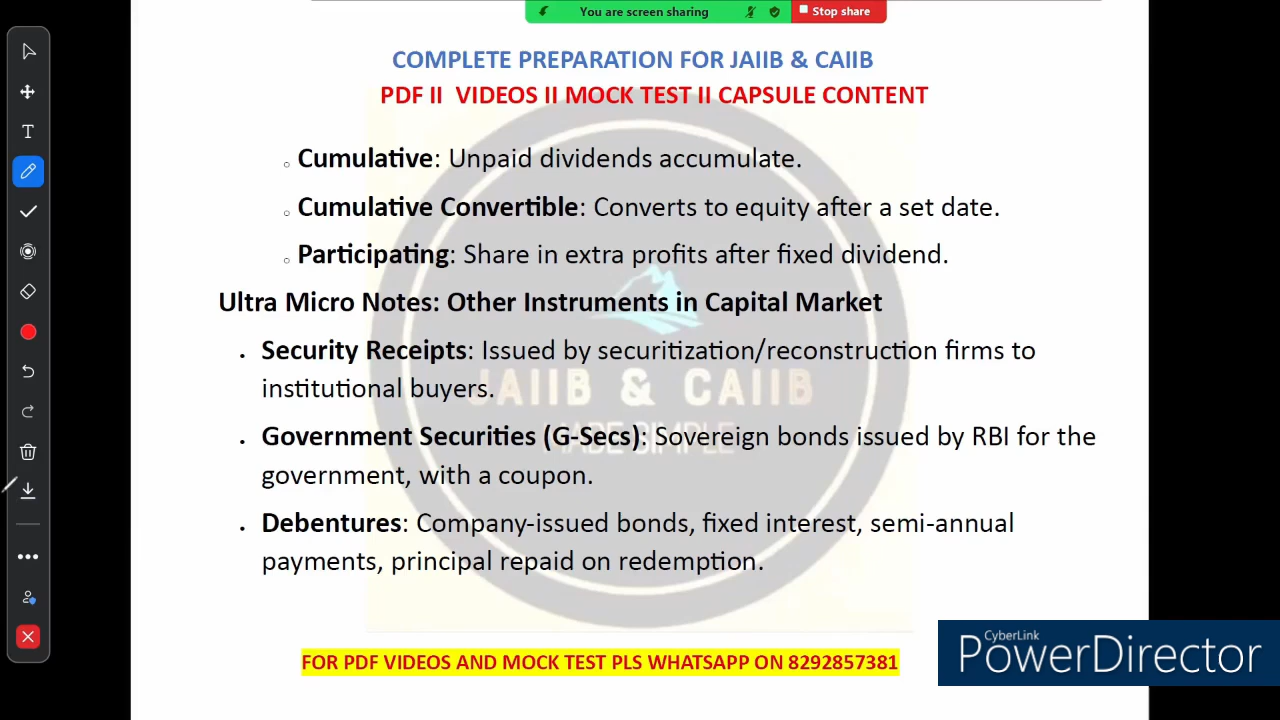 You are screen sharing Stop share
COMPLETE PREPARATION FOR JAIIB & CAIIB
PDF II VIDEOS II MOCK TEST II CAPSULE CONTENT
Cumulative: Unpaid dividends accumulate.
Cumulative Convertible: Converts to equity after a set date.
Participating: Share in extra profits after fixed dividend.
Ultra Micro Notes: Other Instruments in Capital Market
Security Receipts: Issued by securitization/reconstruction firms to
institutional buyers.
JAIIB & CAIIB
Government Securities (G-Secs): Sovereign bonds issued by RBI for the
MADE SIMPLE
government, with a coupon.
Debentures: Company-issued bonds, fixed interest, semi-annual
payments, principal repaid on redemption.
FOR PDF VIDEOS AND MOCK TEST PLS WHATSAPP ON 8292857381
CyberLink
PowerDirector